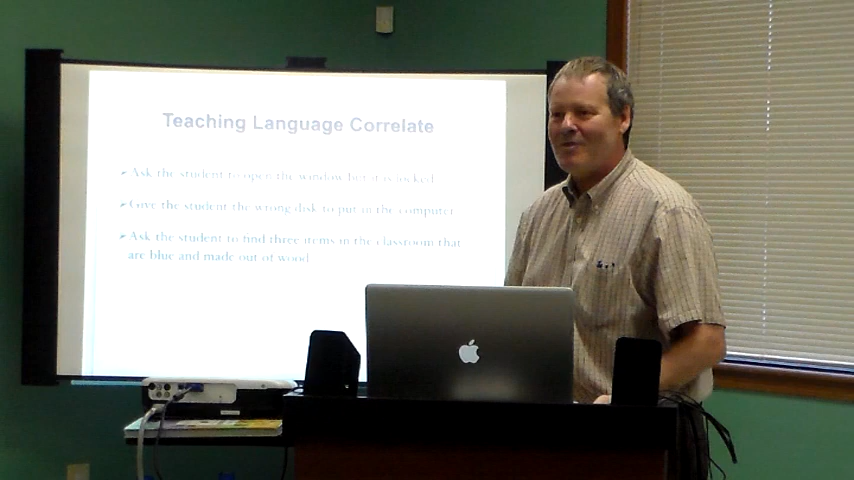 Teaching Language Correlate
➢Ask the student to open the window but it is locked
➢Give the student the wrong disk to put in the computer
➢Ask the student to find three items in the classroom that
are blue and made out of wood